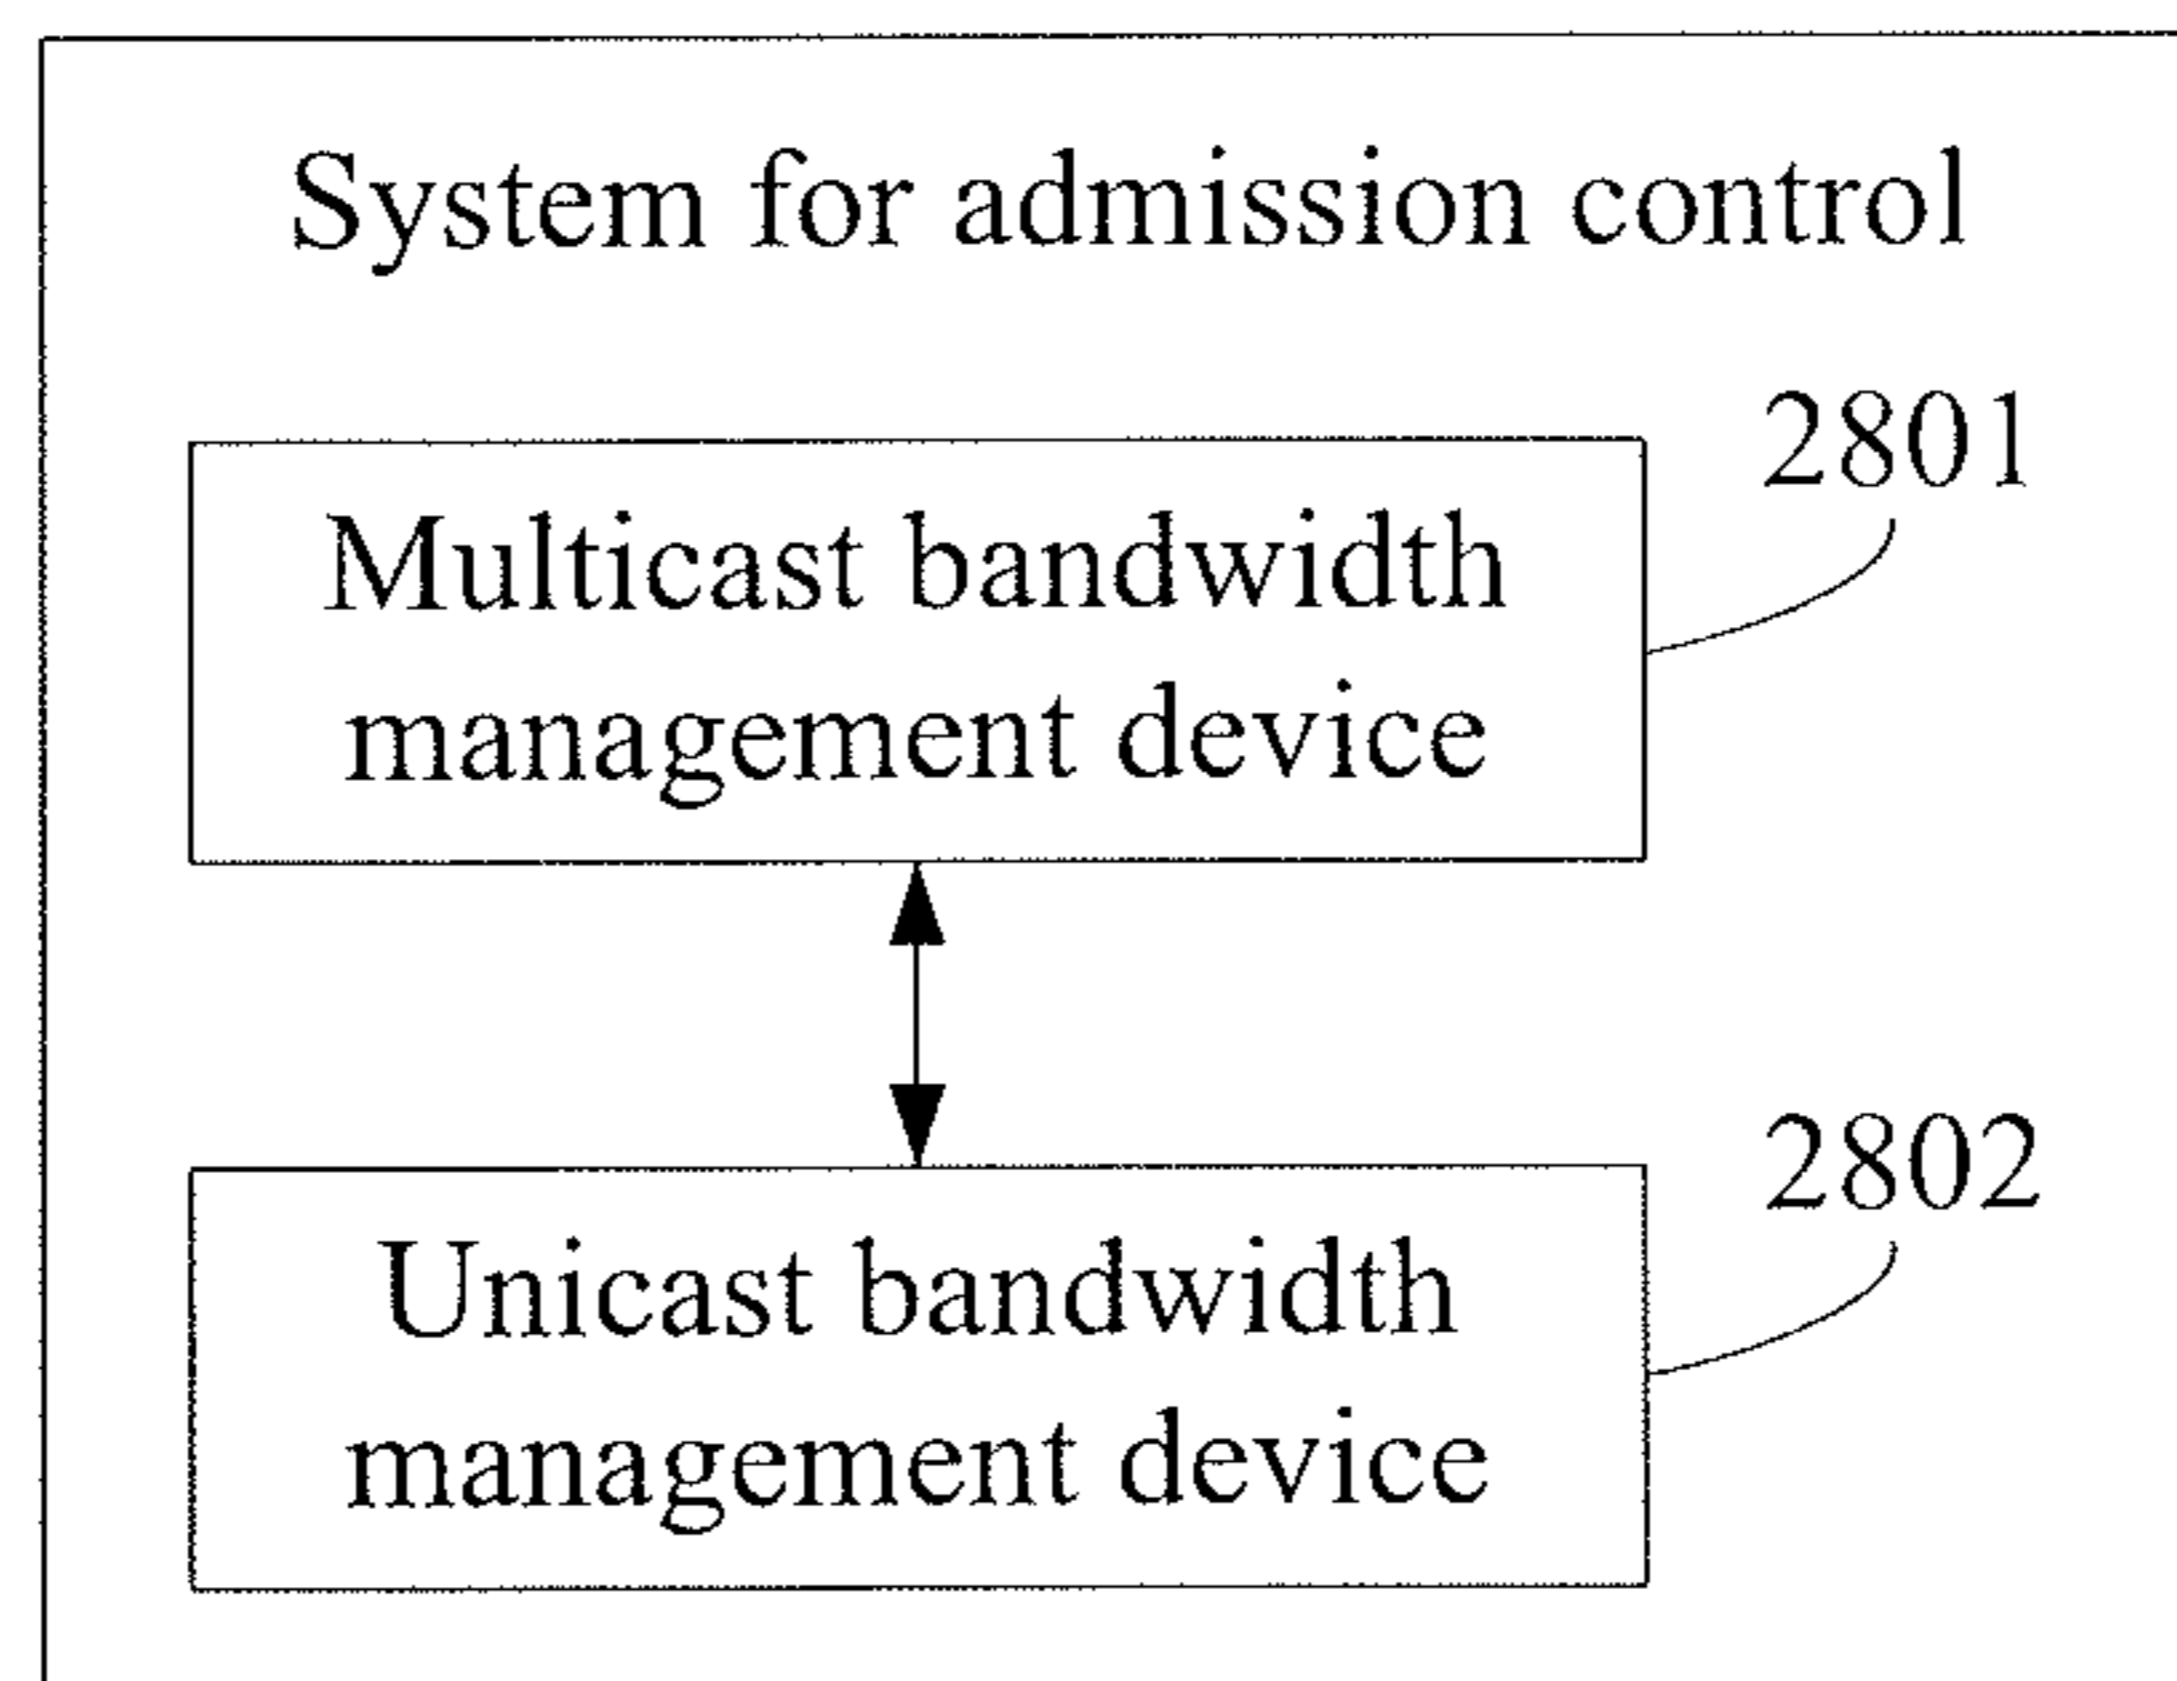 System for admission control
2801
Multicast bandwidth
management device
2802
Unicast bandwidth
management device